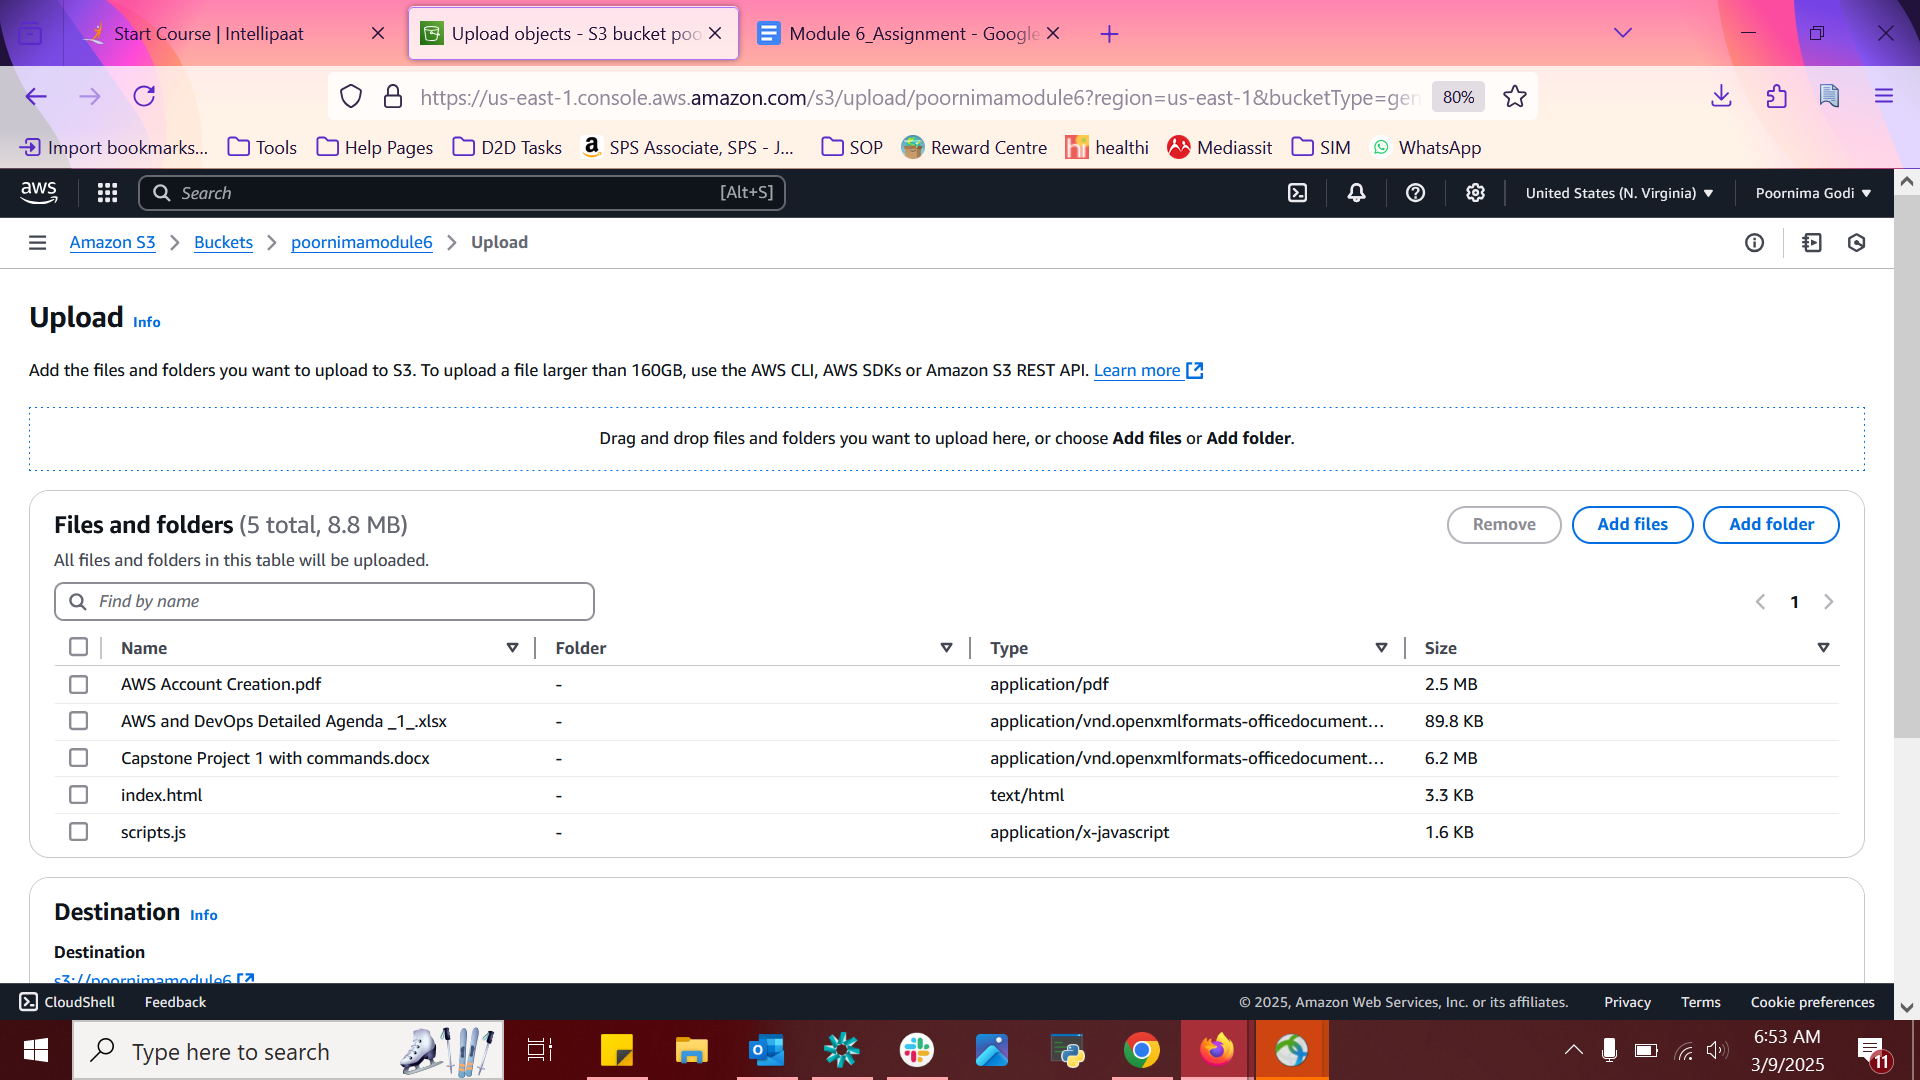 Start Course | Intellipaat
Upload objects - S3 bucket poo
Module 6_Assignment - Google
https://us-east-1.console.aws.amazon.com/s3/upload/poornimamodule6?region=us-east-1&bucketType=gen
80%
Import bookmarks...
Tools
Help Pages
D2D Tasks
SPS Associate, SPS - J...
SOP
Reward Centre
healthi
Mediassit
SIM
WhatsApp
aws
Search
[Alt+S]
United States (N. Virginia)
Poornima Godi
Amazon S3
Buckets
poornimamodule6
Upload
Upload Info
Add the files and folders you want to upload to S3. To upload a file larger than 160GB, use the AWS CLI, AWS SDKs or Amazon S3 REST API. Learn more
Drag and drop files and folders you want to upload here, or choose Add files or Add folder.
Files and folders (5 total, 8.8 MB)
Remove
Add files
Add folder
All files and folders in this table will be uploaded.
Find by name
1
Name Folder Type Size
AWS Account Creation.pdf - application/pdf 2.5 MB
AWS and DevOps Detailed Agenda _1_.xlsx - application/vnd.openxmlformats-officedocument... 89.8 KB
Capstone Project 1 with commands.docx - application/vnd.openxmlformats-officedocument... 6.2 MB
index.html - text/html 3.3 KB
scripts.js - application/x-javascript 1.6 KB
Destination Info
Destination
s3://poornimamodule6
CloudShell
Feedback
© 2025, Amazon Web Services, Inc. or its affiliates.
Privacy
Terms
Cookie preferences
Type here to search
6:53 AM
3/9/2025
11